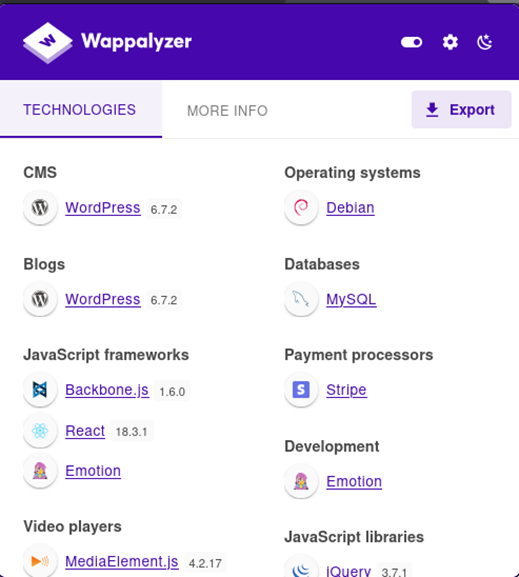 Wappalyzer
TECHNOLOGIES
MORE INFO
Export
CMS
WordPress 6.7.2
Blogs
WordPress 6.7.2
JavaScript frameworks
Backbone.js 1.6.0
React 18.3.1
Emotion
Video players
MediaElement.js 4.2.17
Operating systems
Debian
Databases
MySQL
Payment processors
Stripe
Development
Emotion
JavaScript libraries
jQuery 3.7.1